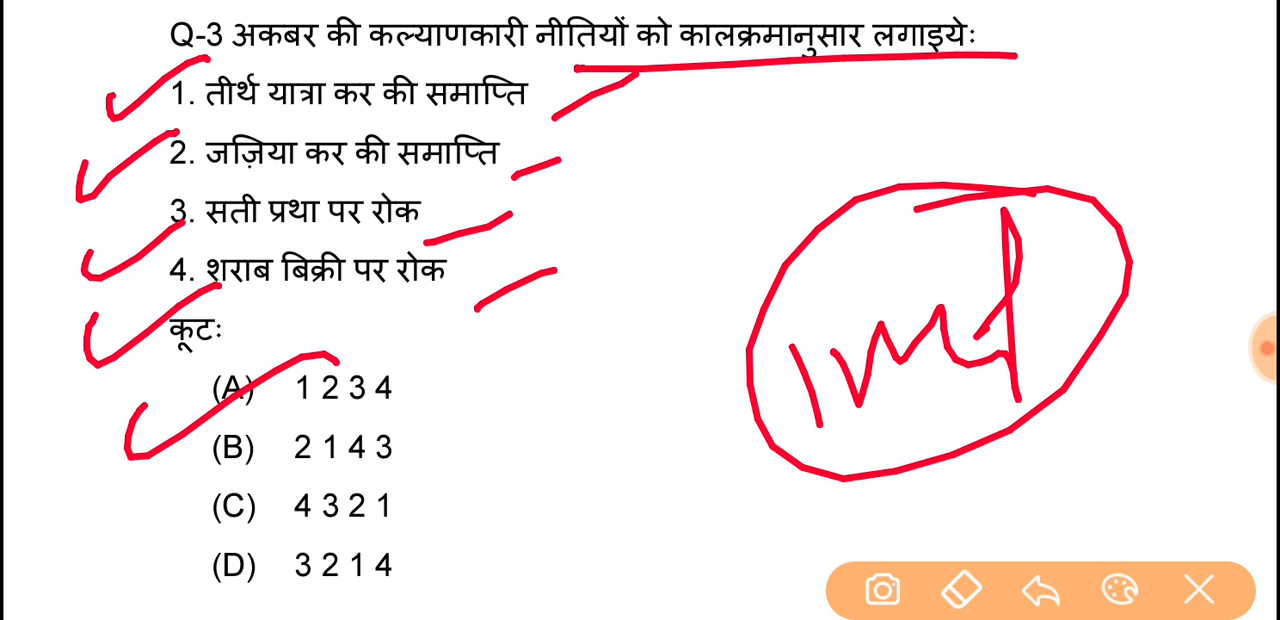 Q-3 अकबर की कल्याणकारी नीतियों को कालक्रमानुसार लगाइयेः
1. तीर्थ यात्रा कर की समाप्ति
2. जज़िया कर की समाप्ति
3. सती प्रथा पर रोक
4. शराब बिक्री पर रोक
कूटः
(A) 1 2 3 4
(B) 2 1 4 3
(C) 4 3 2 1
(D) 3 2 1 4